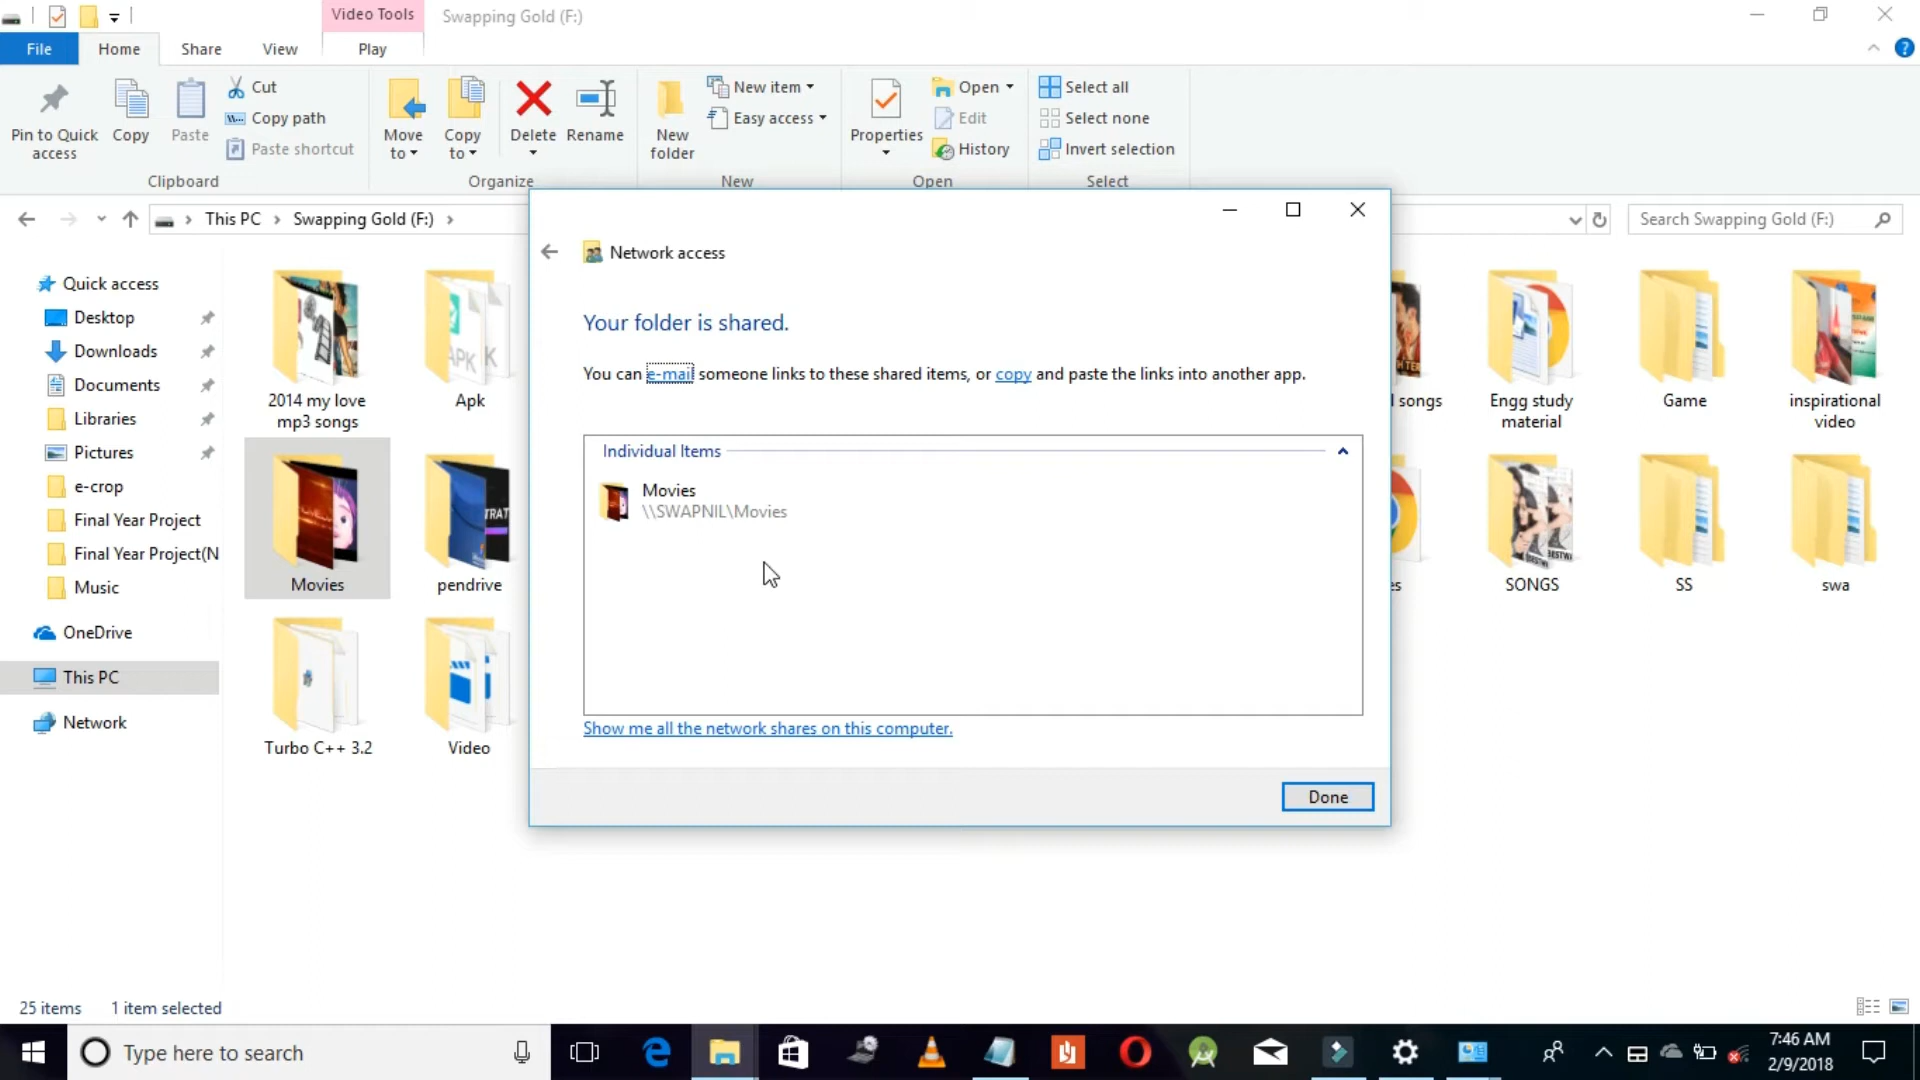 Video Tools
Swapping Gold (F:)
File
Home
Share
View
Play
Pin to Quick access
Copy
Paste
Cut
Copy path
Paste shortcut
Clipboard
Move to
Copy to
Delete
Rename
Organize
New folder
New item
Easy access
New
Properties
Open
Edit
History
Open
Select all
Select none
Invert selection
Select
This PC
Swapping Gold (F:)
Search Swapping Gold (F:)
Quick access
Desktop
Downloads
Documents
Libraries
Pictures
e-crop
Final Year Project
Final Year Project(N
Music
OneDrive
This PC
Network
2014 my love
mp3 songs
Apk
l songs
Engg study
material
Game
inspirational
video
Movies
pendrive
es
SONGS
SS
swa
Turbo C++ 3.2
Video
Network access
Your folder is shared.
You can e-mail someone links to these shared items, or copy and paste the links into another app.
Individual Items
Movies
\\SWAPNIL\Movies
Show me all the network shares on this computer.
Done
25 items
1 item selected
Type here to search
7:46 AM
2/9/2018